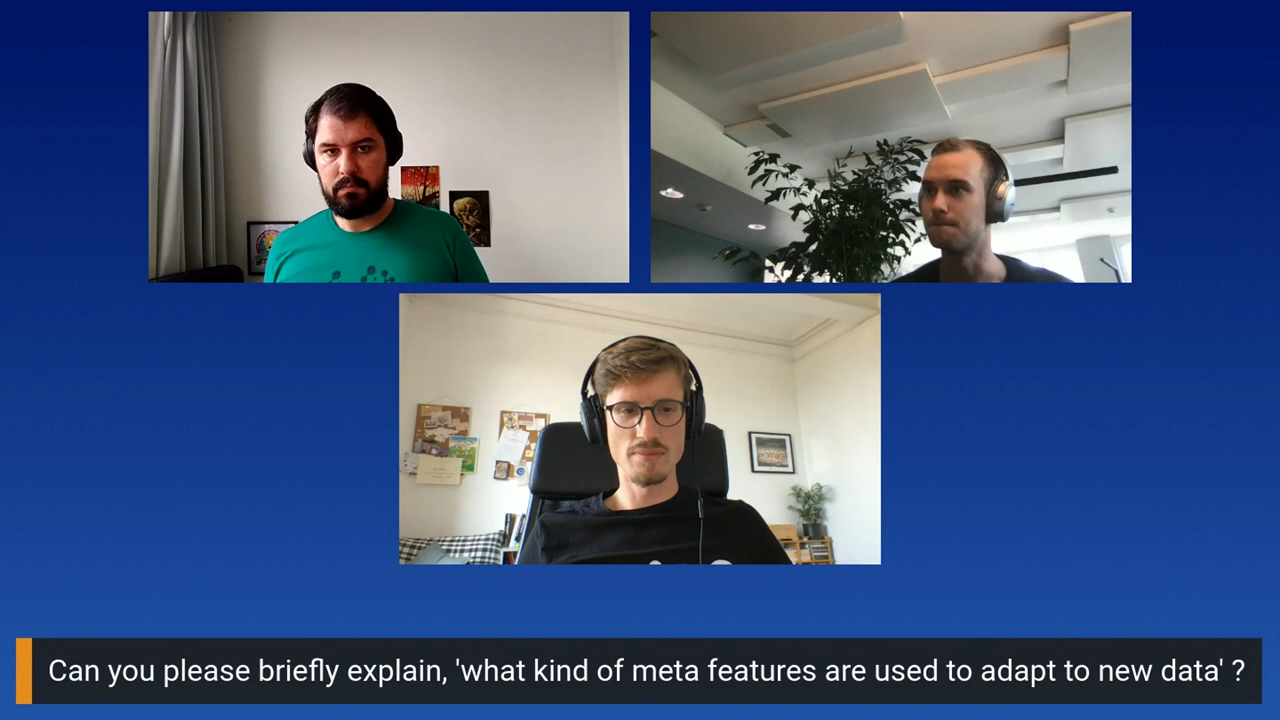 Can you please briefly explain, 'what kind of meta features are used to adapt to new data' ?